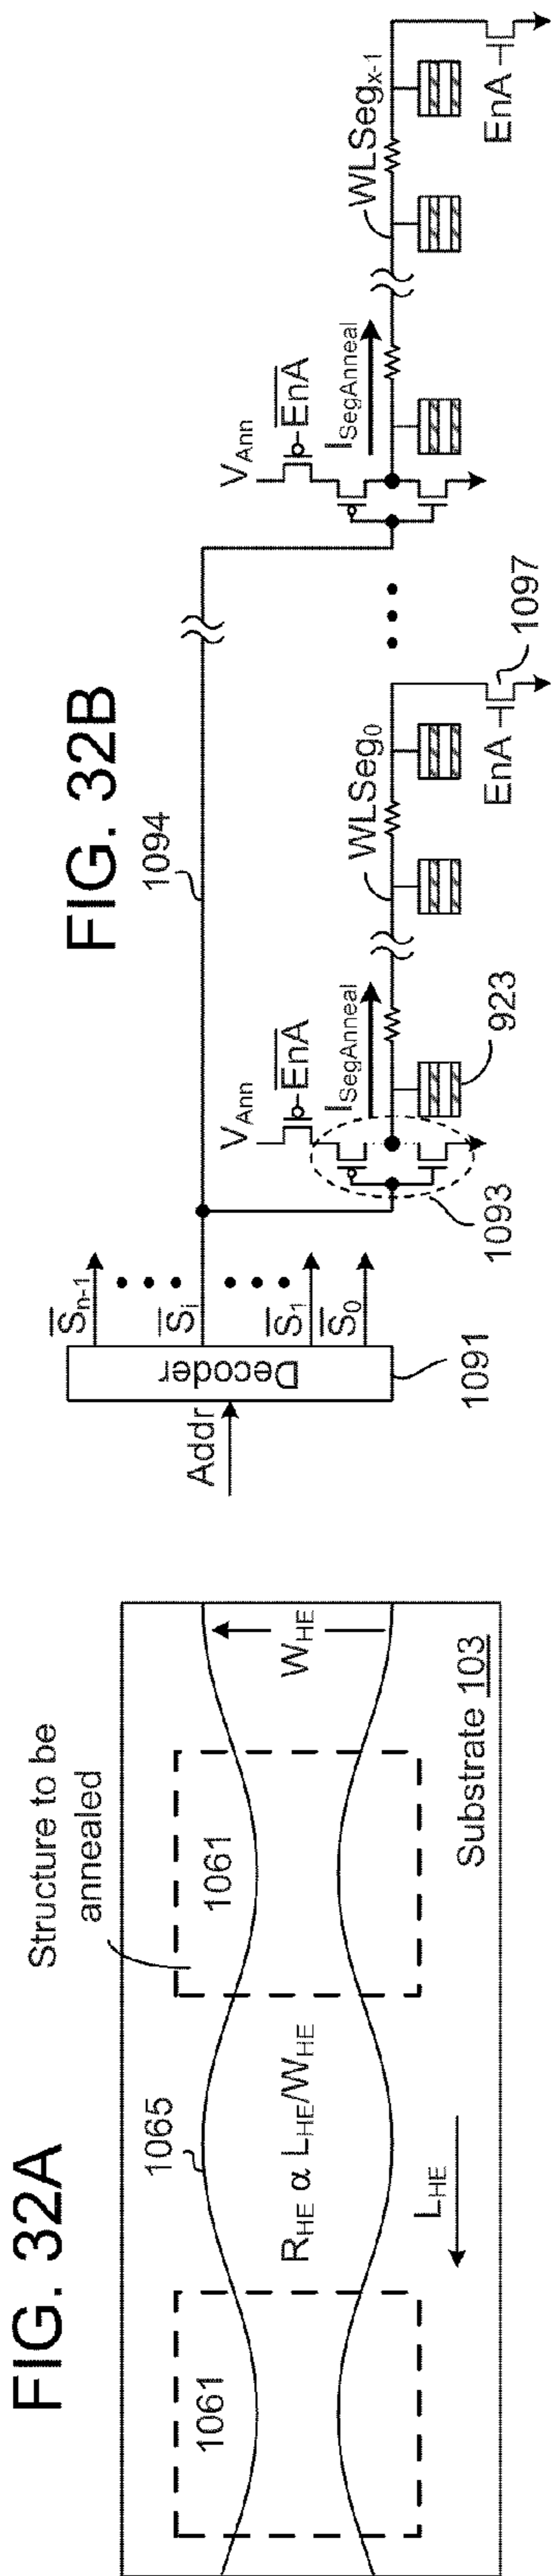 FIG. 32A
Structure to be
annealed
1065
1061
1061
R_HE α L_HE/W_HE
W_HE
L_HE
Substrate 103
FIG. 32B
1094
Addr
Decoder
1091
S̅_n-1
S̅_i
S̅_1
S̅_0
V_Ann
E̅n̅A̅
I_SegAnneal
WLSeg_0
1093
923
EnA
1097
V_Ann
E̅n̅A̅
I_SegAnneal
WLSeg_x-1
EnA